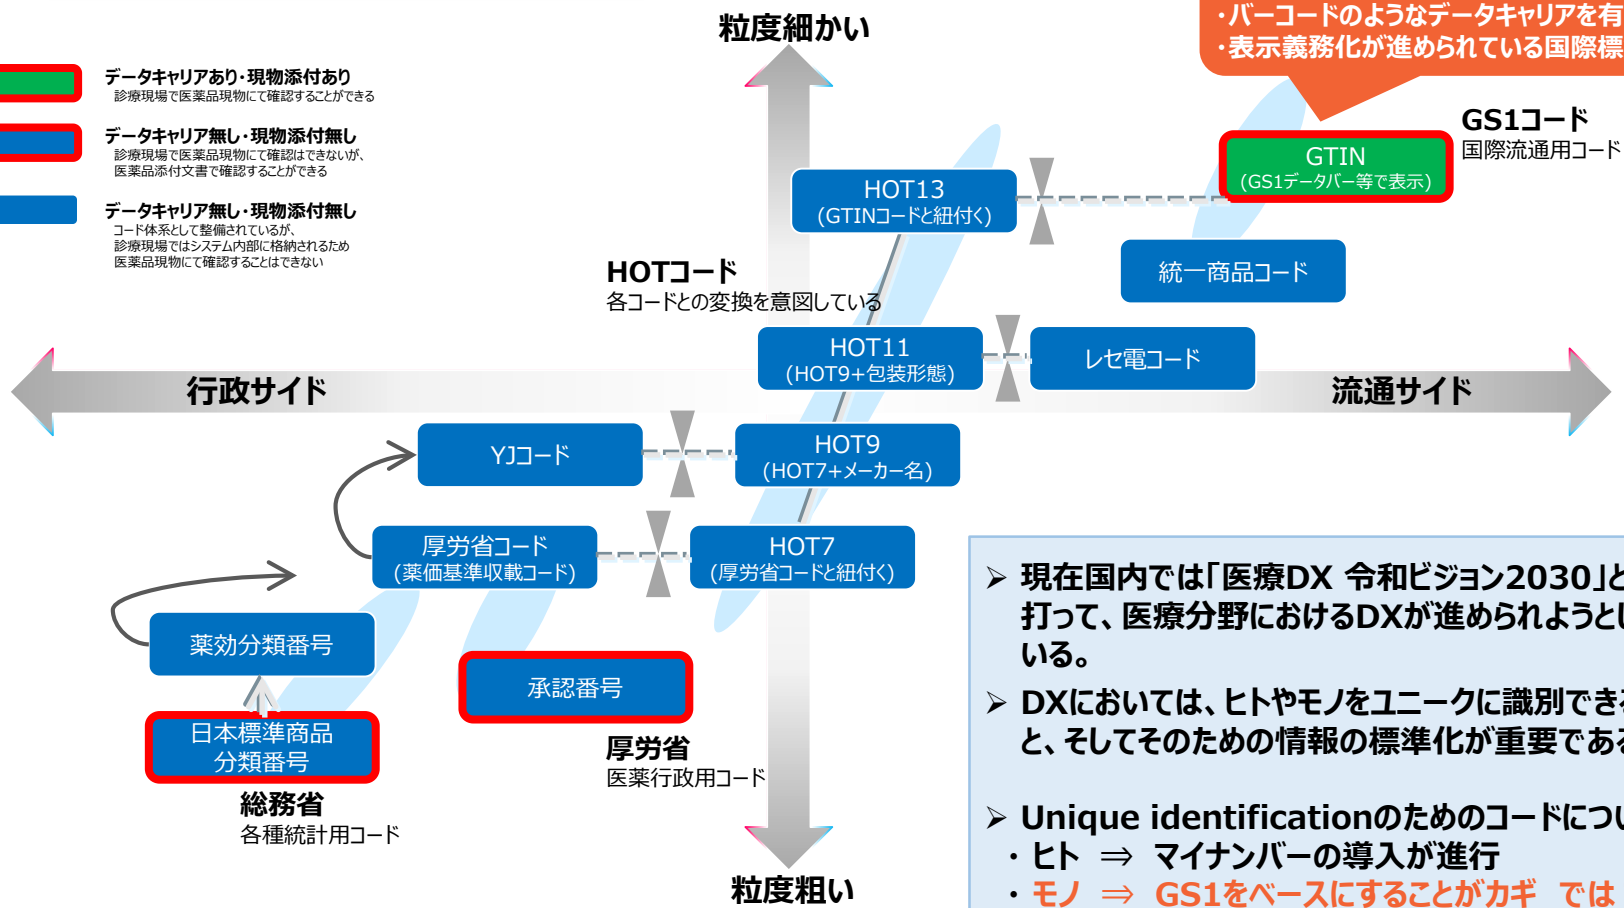 粒度細かい
・バーコードのようなデータキャリアを有
・表示義務化が進められている国際標
データキャリアあり・現物添付あり
診療現場で医薬品現物にて確認することができる
データキャリア無し・現物添付無し
診療現場で医薬品現物にて確認はできないが、
医薬品添付文書で確認することができる
データキャリア無し・現物添付無し
コード体系として整備されているが、
診療現場ではシステム内部に格納されるため
医薬品現物にて確認することはできない
GS1コード
国際流通用コード
GTIN
(GS1データバー等で表示)
HOT13
(GTINコードと紐付く)
統一商品コード
HOTコード
各コードとの変換を意図している
HOT11
(HOT9+包装形態)
レセ電コード
行政サイド
流通サイド
YJコード
HOT9
(HOT7+メーカー名)
厚労省コード
(薬価基準収載コード)
HOT7
(厚労省コードと紐付く)
薬効分類番号
承認番号
日本標準商品
分類番号
厚労省
医薬行政用コード
総務省
各種統計用コード
粒度粗い
➢ 現在国内では「医療DX 令和ビジョン2030」と
打って、医療分野におけるDXが進められようとし
いる。
➢ DXにおいては、ヒトやモノをユニークに識別できる
と、そしてそのための情報の標準化が重要である
➢ Unique identificationのためのコードについ
・ヒト ⇒ マイナンバーの導入が進行
・モノ ⇒ GS1をベースにすることがカギ では